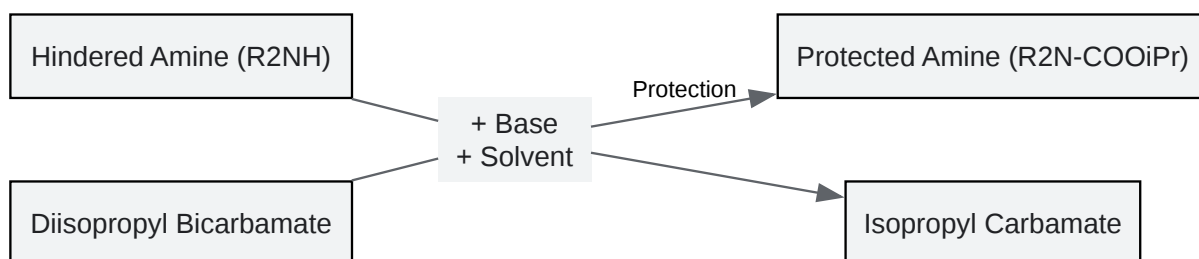 Hindered Amine (R2NH)
Protected Amine (R2N-COOiPr)
Protection
+ Base
+ Solvent
Diisopropyl Bicarbamate
Isopropyl Carbamate